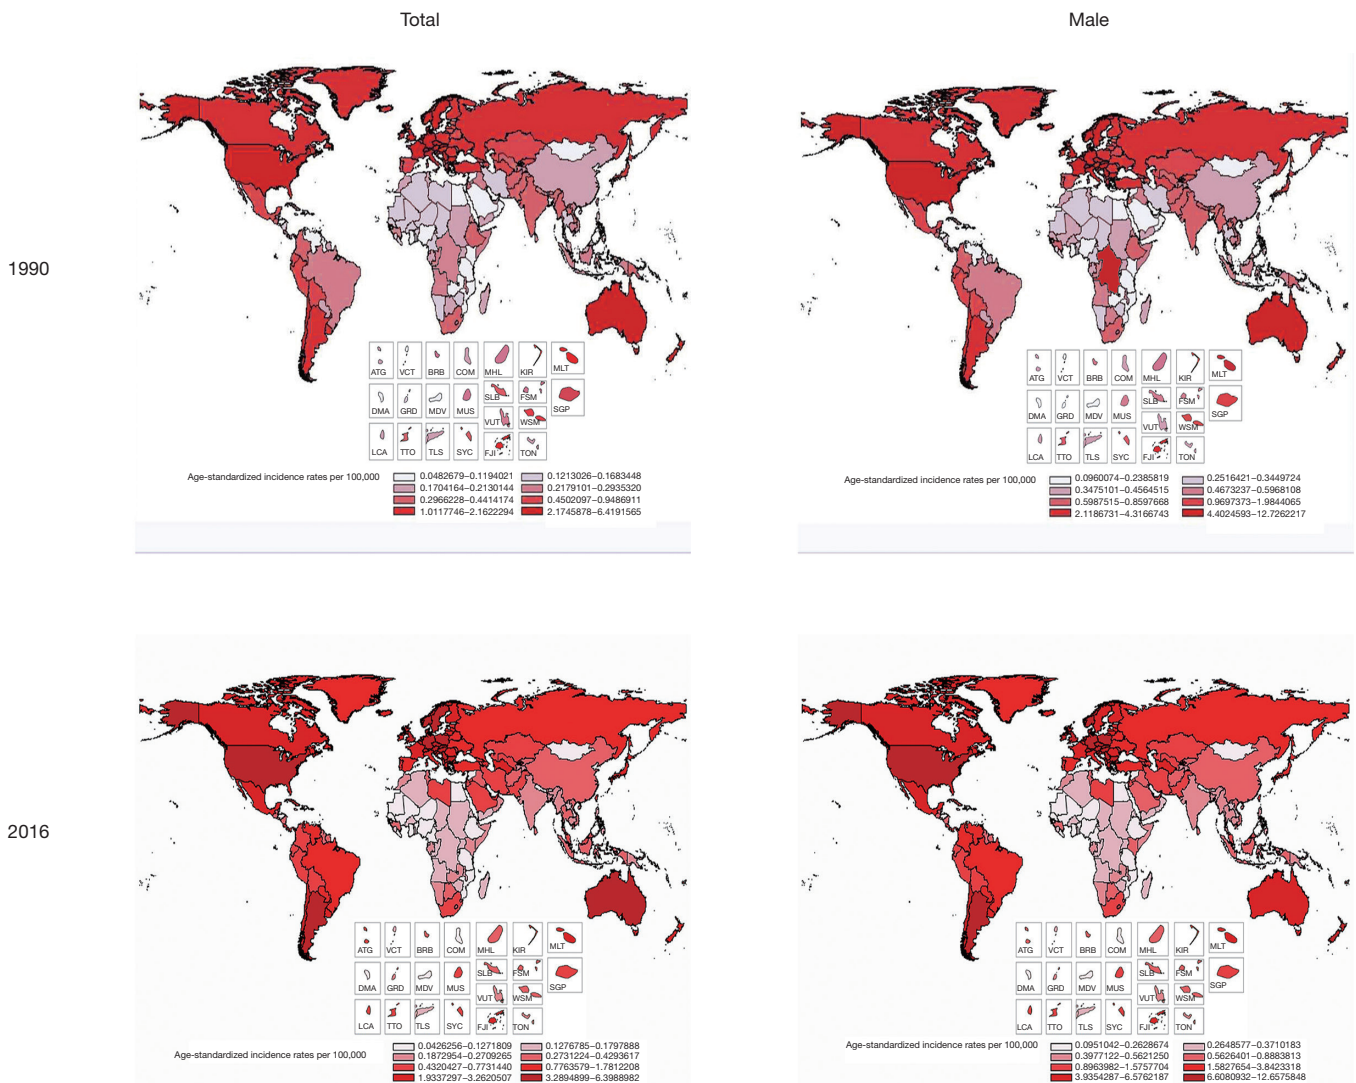 Total
Male
1990
ATG VCT BRB COM MHL KIR MLT
DMA GRD MDV MUS SLB FSM SGP
VUT WSM
LCA TTO TLS SYC FJI TON
Age-standardized incidence rates per 100,000
0.0482679–0.1194021 0.1213026–0.1683448
0.1704164–0.2130144 0.2179101–0.2935320
0.2966228–0.4414174 0.4502097–0.9486911
1.0117746–2.1622294 2.1745878–6.4191565
ATG VCT BRB COM MHL KIR MLT
DMA GRD MDV MUS SLB FSM SGP
VUT WSM
LCA TTO TLS SYC FJI TON
Age-standardized incidence rates per 100,000
0.0960074–0.2385819 0.2516421–0.3449724
0.3475101–0.4564515 0.4673237–0.5968108
0.5987515–0.8597668 0.9697373–1.9844065
2.1186731–4.3166743 4.4024593–12.7262217
2016
ATG VCT BRB COM MHL KIR MLT
DMA GRD MDV MUS SLB FSM SGP
VUT WSM
LCA TTO TLS SYC FJI TON
Age-standardized incidence rates per 100,000
0.0426256–0.1271809 0.1276785–0.1797888
0.1872954–0.2709265 0.2731224–0.4293617
0.4320427–0.7731440 0.7763579–1.7812208
1.9337297–3.2620507 3.2894899–6.3988982
ATG VCT BRB COM MHL KIR MLT
DMA GRD MDV MUS SLB FSM SGP
VUT WSM
LCA TTO TLS SYC FJI TON
Age-standardized incidence rates per 100,000
0.0951042–0.2628674 0.2648577–0.3710183
0.3977122–0.5621250 0.5626401–0.8883813
0.8963982–1.5757704 1.5827654–3.8423318
3.9354287–6.5762187 6.6080932–12.6575848